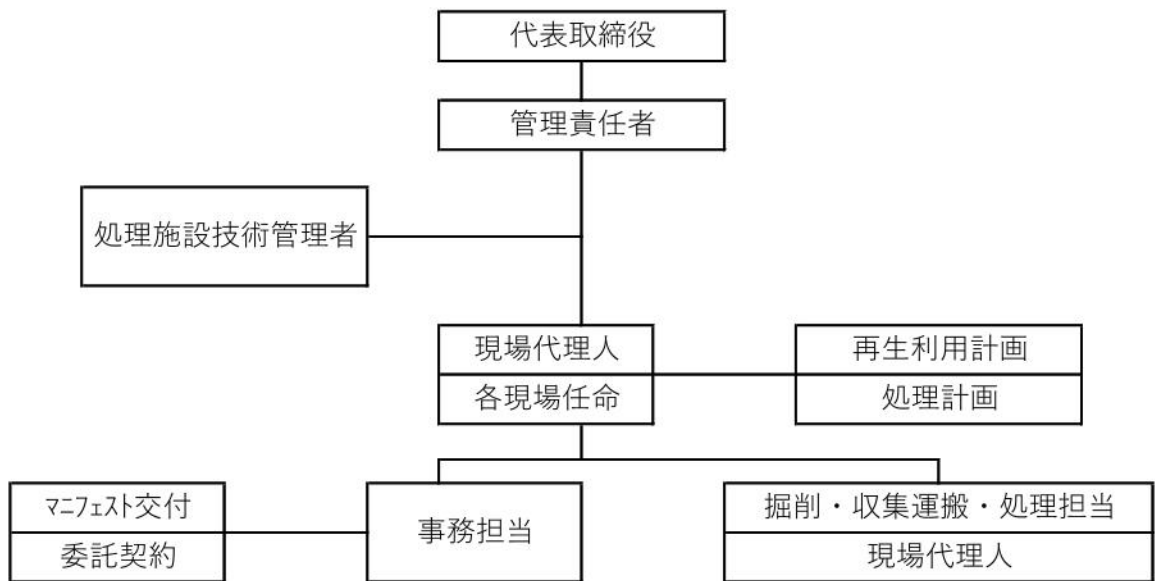 代表取締役
管理責任者
処理施設技術管理者
現場代理人
各現場任命
再生利用計画
処理計画
ﾏﾆﾌｪｽﾄ交付
委託契約
事務担当
掘削・収集運搬・処理担当
現場代理人